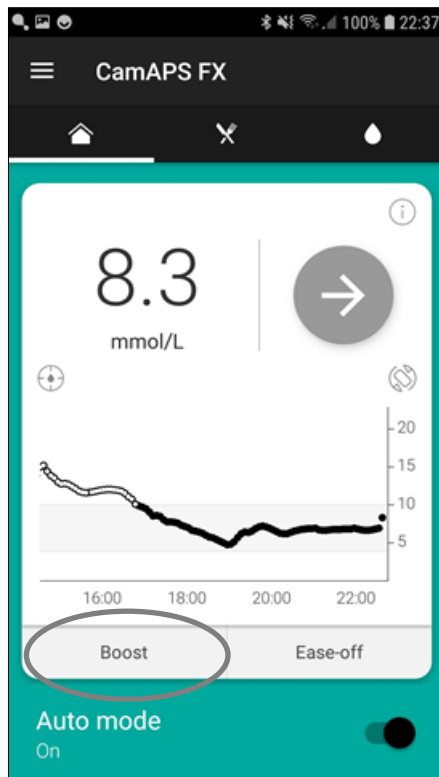 100% 22:37
CamAPS FX
8.3
mmol/L
20
15
10
5
16:00 18:00 20:00 22:00
Boost Ease-off
Auto mode
On